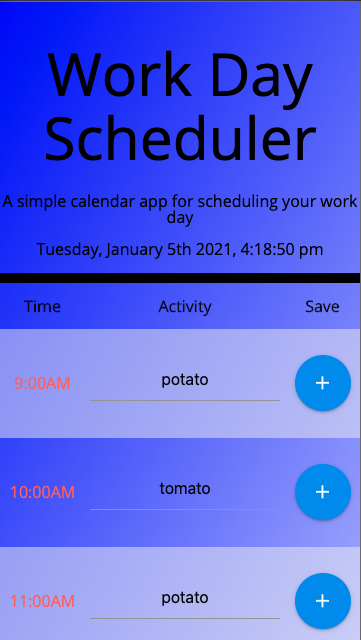 Work Day
Scheduler
A simple calendar app for scheduling your work
day
Tuesday, January 5th 2021, 4:18:50 pm
Time Activity Save
9:00AM potato +
10:00AM tomato +
11:00AM potato +